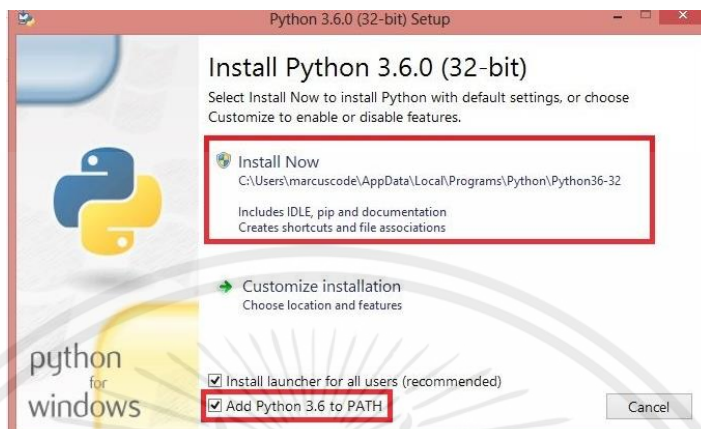 Python 3.6.0 (32-bit) Setup
Install Python 3.6.0 (32-bit)
Select Install Now to install Python with default settings, or choose
Customize to enable or disable features.
Install Now
C:\Users\marcuscode\AppData\Local\Programs\Python\Python36-32
Includes IDLE, pip and documentation
Creates shortcuts and file associations
Customize installation
Choose location and features
python
for
windows
Install launcher for all users (recommended)
Add Python 3.6 to PATH
Cancel